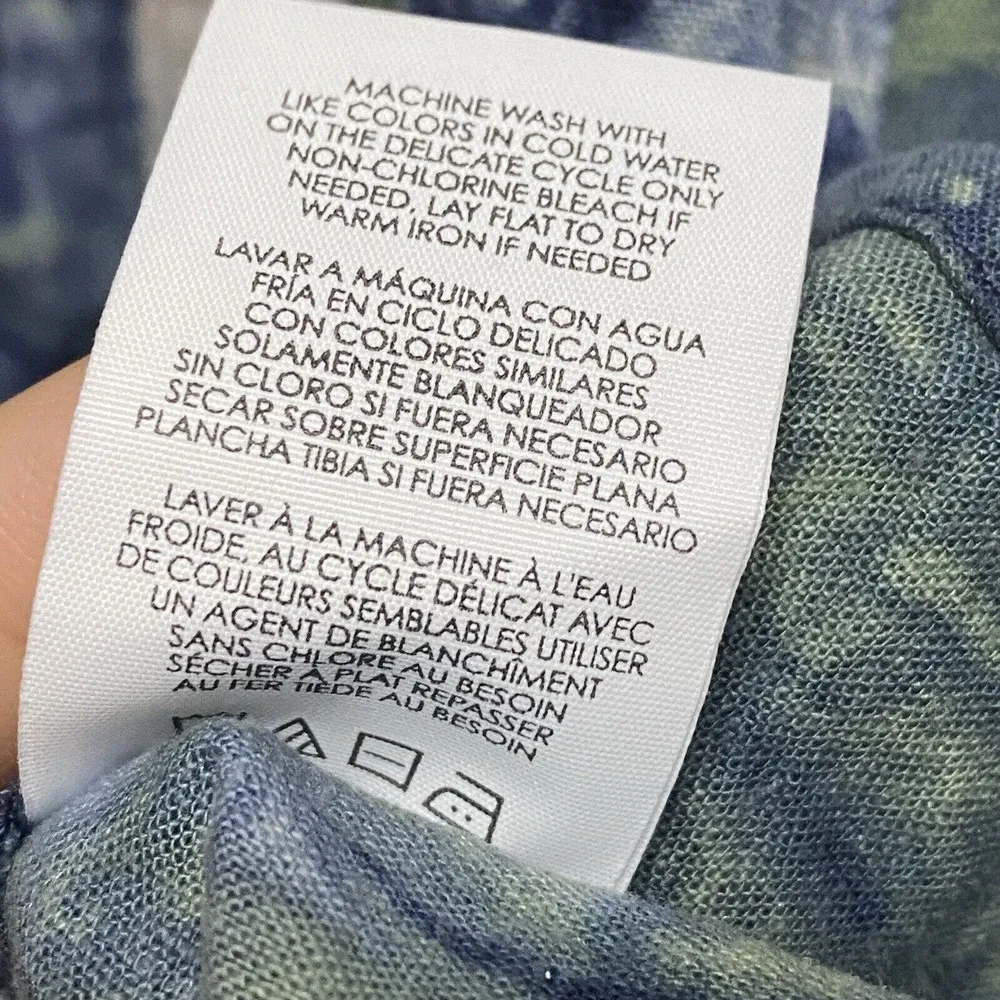 MACHINE WASH WITH
LIKE COLORS IN COLD WATER
ON THE DELICATE CYCLE ONLY
NON-CHLORINE BLEACH IF
NEEDED, LAY FLAT TO DRY
WARM IRON IF NEEDED
LAVAR A MÁQUINA CON AGUA
FRÍA EN CICLO DELICADO
CON COLORES SIMILARES
SOLAMENTE BLANQUEADOR
SIN CLORO SI FUERA NECESARIO
SECAR SOBRE SUPERFICIE PLANA
PLANCHA TIBIA SI FUERA NECESARIO
LAVER À LA MACHINE À L'EAU
FROIDE, AU CYCLE DÉLICAT AVEC
DE COULEURS SEMBLABLES UTILISER
UN AGENT DE BLANCHÎMENT
SANS CHLORE AU BESOIN
SÉCHER À PLAT REPASSER
AU FER TIÈDE AU BESOIN